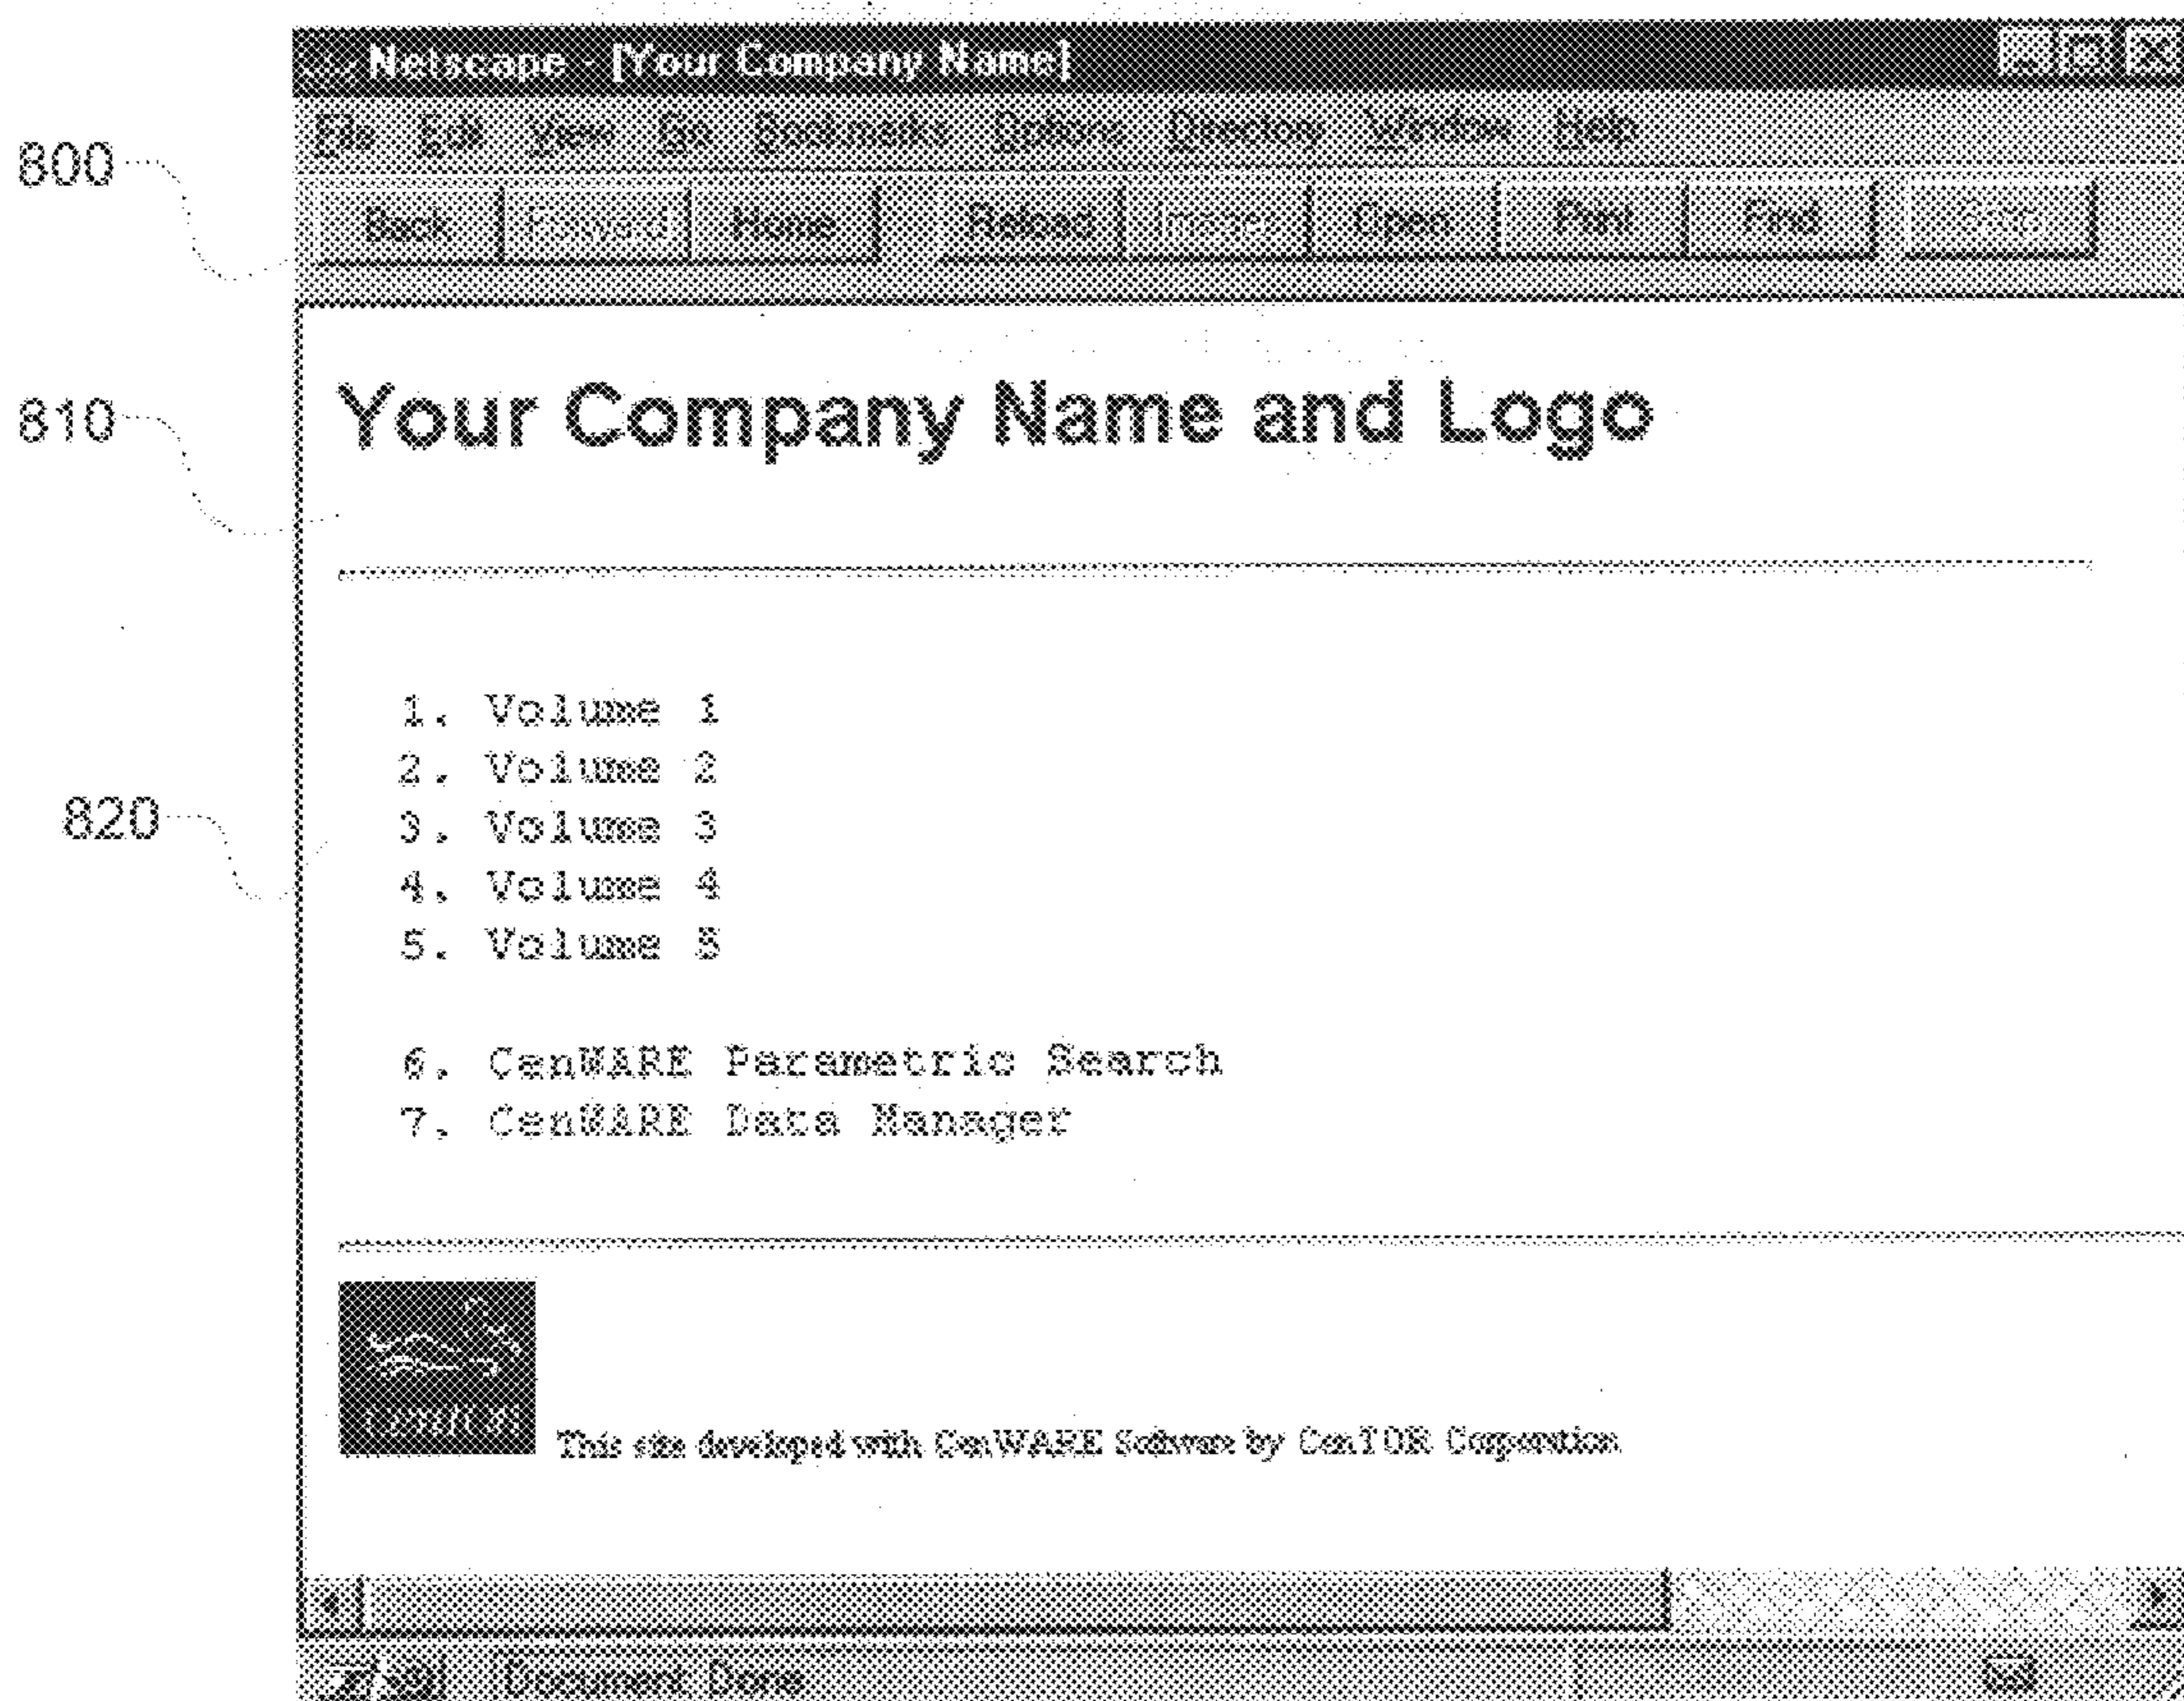 Netscape - [Your Company Name]
File Edit View Go Bookmarks Options Directory Window Help
800
Back Forward Home Reload Images Open Print Find Stop
810
Your Company Name and Logo
1. Volume 1
2. Volume 2
820
3. Volume 3
4. Volume 4
5. Volume 5
6. CenWARE Parametric Search
7. CenWARE Data Manager
This site developed with CenWARE Software by CenTOR Corporation
Document: Done